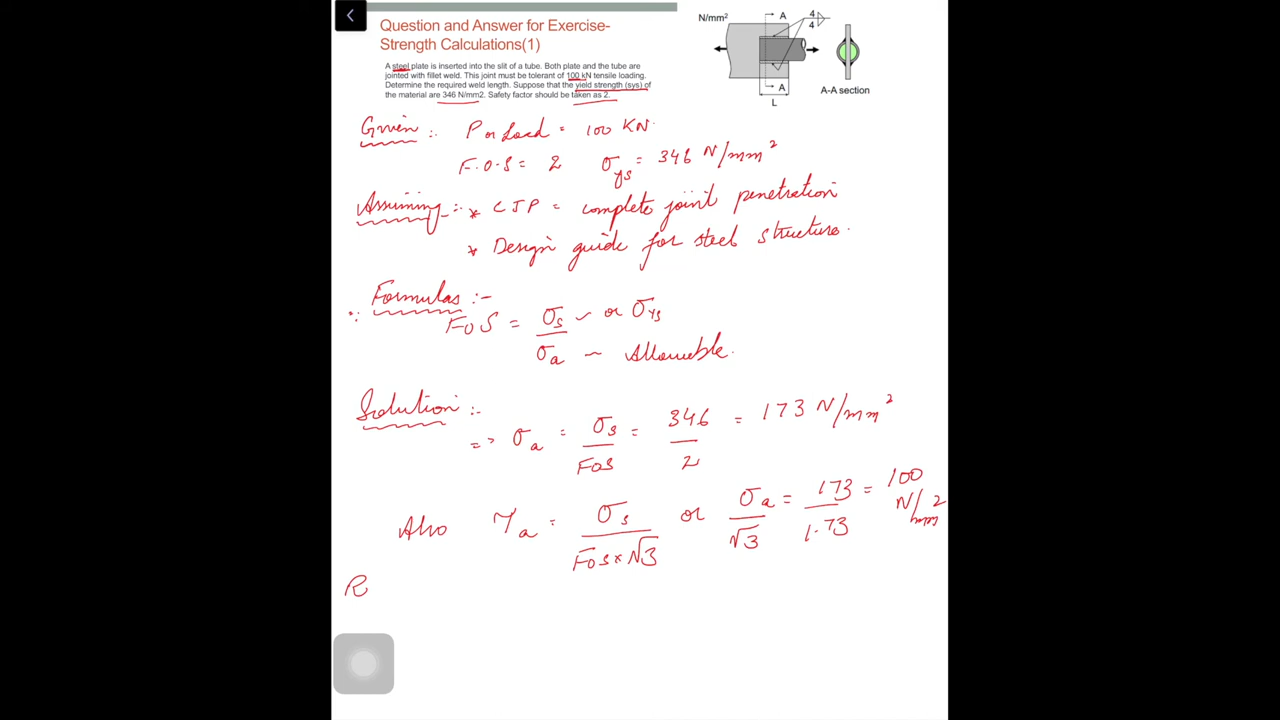 Question and Answer for Exercise-
Strength Calculations(1)
A steel plate is inserted into the slit of a tube. Both plate and the tube are
jointed with fillet weld. This joint must be tolerant of 100 kN tensile loading.
Determine the required weld length. Suppose that the yield strength (sys) of
the material are 346 N/mm2. Safety factor should be taken as 2.
N/mm²
A
4
4
A
L
A-A section
Given :. P or Load = 100 KN.
F.O.S = 2 σys = 346 N/mm²
Assuming :- * CJP = complete joint penetration
* Design guide for steel structure.
Formulas :-
∵ FOS = σs/σa ~ or σys
~ Allowable.
Solution :-
=> σa = σs/FOS = 346/2 = 173 N/mm²
Also τa = σs/FOS×√3 or σa/√3 = 173/1.73 = 100 N/mm²
R